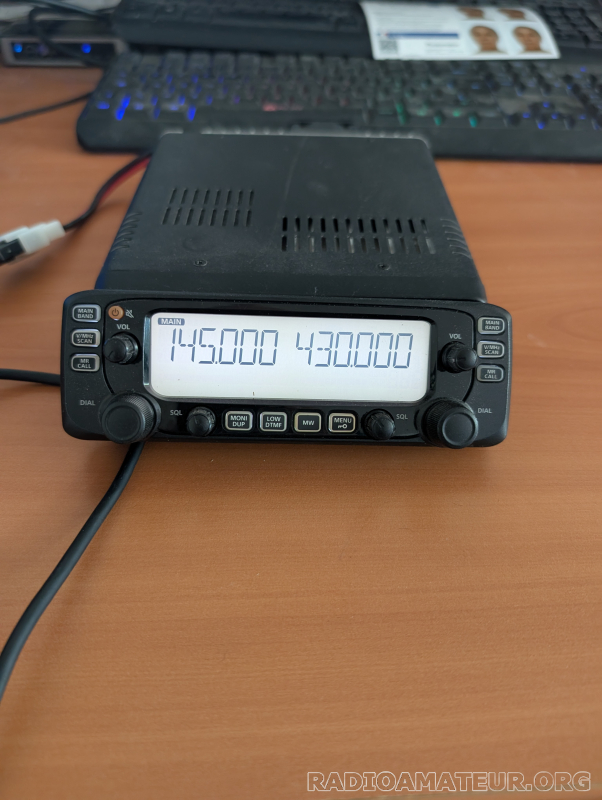 MAIN
BAND
VOL
V/MHz
SCAN
MR
CALL
DIAL
SQL
MAIN
145.000 430.000
MONI
DUP
LOW
DTMF
MW
MENU
VOL
MAIN
BAND
V/MHz
SCAN
MR
CALL
SQL
DIAL
RADIOAMATEUR.ORG